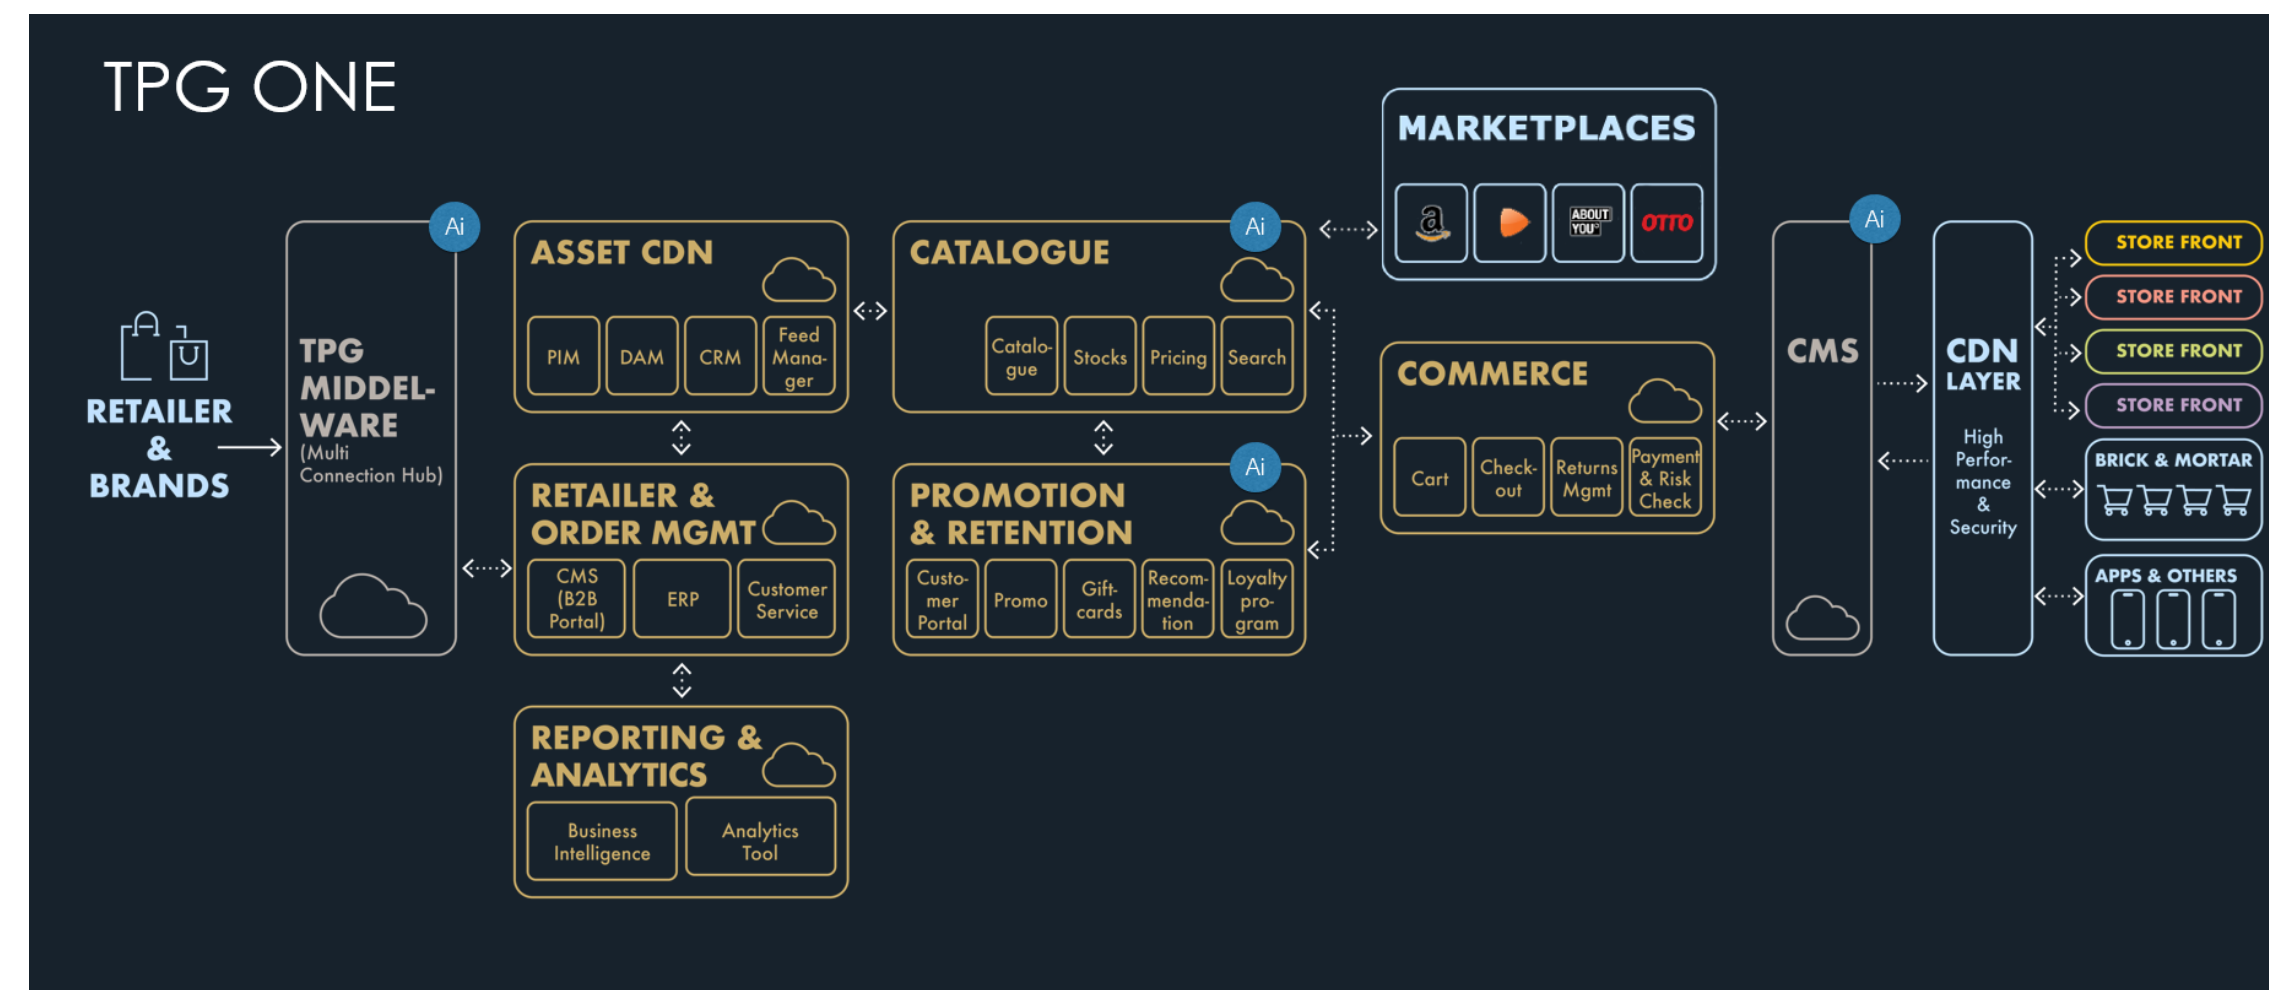 TPG ONE
RETAILER
&
BRANDS
TPG
MIDDEL-
WARE
(Multi
Connection Hub)
Ai
ASSET CDN
PIM
DAM
CRM
Feed
Mana-
ger
RETAILER &
ORDER MGMT
CMS
(B2B
Portal)
ERP
Customer
Service
REPORTING &
ANALYTICS
Business
Intelligence
Analytics
Tool
CATALOGUE
Ai
Catalo-
gue
Stocks
Pricing
Search
PROMOTION
& RETENTION
Ai
Custo-
mer
Portal
Promo
Gift-
cards
Recom-
menda-
tion
Loyalty
pro-
gram
MARKETPLACES
a
ABOUT
YOU°
OTTO
COMMERCE
Cart
Check-
out
Returns
Mgmt
Payment
& Risk
Check
CMS
Ai
CDN
LAYER
High
Perfor-
mance
&
Security
STORE FRONT
STORE FRONT
STORE FRONT
STORE FRONT
BRICK & MORTAR
APPS & OTHERS